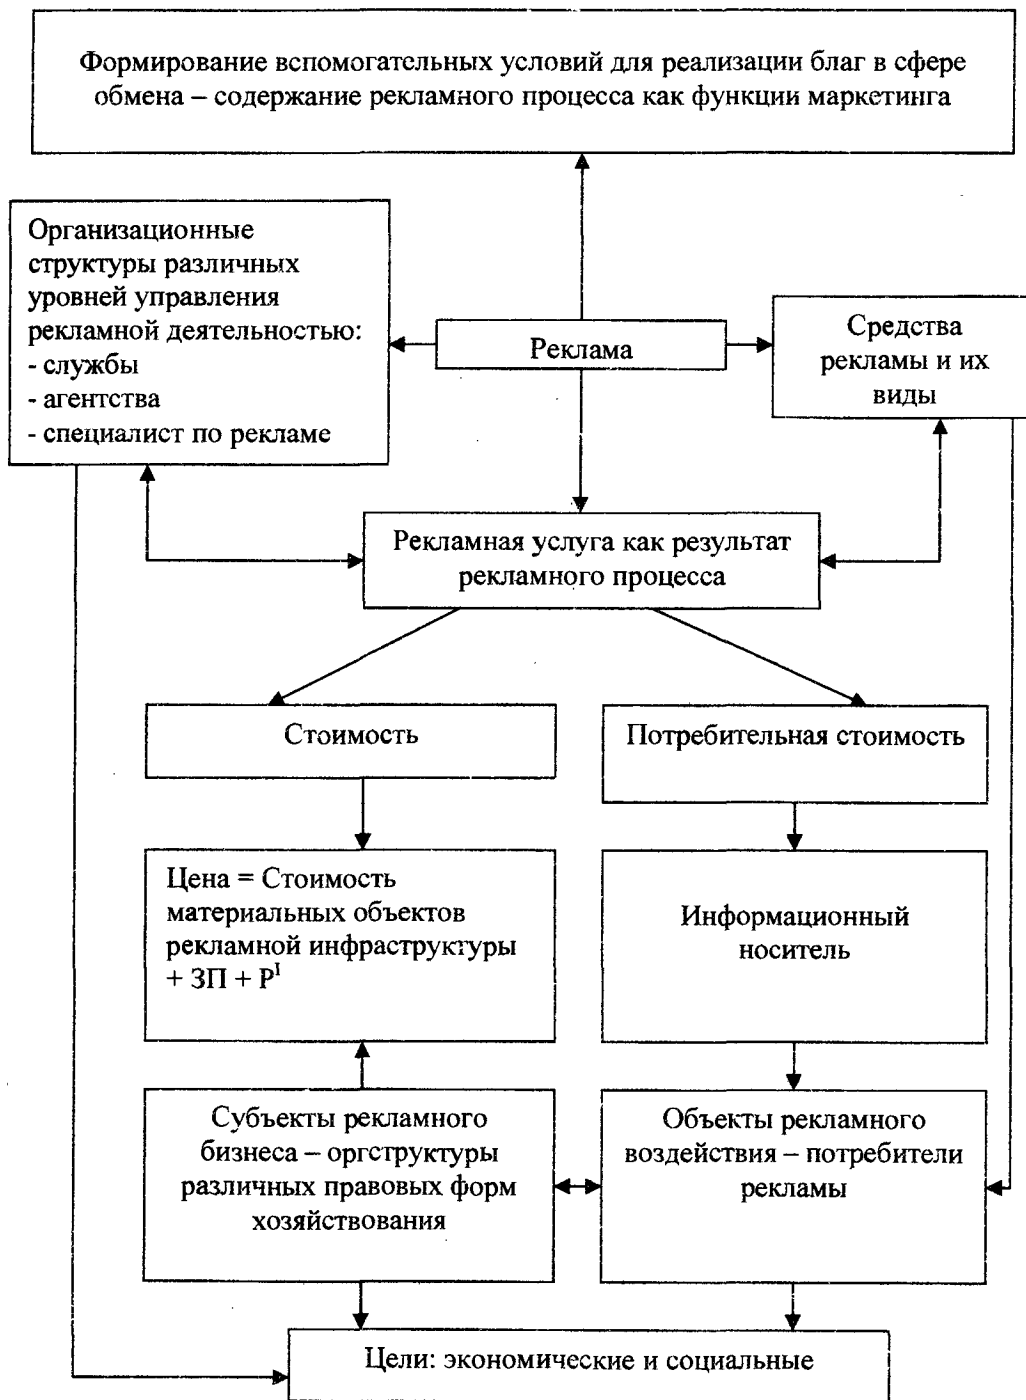 Формирование вспомогательных условий для реализации благ в сфере
обмена – содержание рекламного процесса как функции маркетинга
Организационные
структуры различных
уровней управления
рекламной деятельностью:
- службы
- агентства
- специалист по рекламе
Реклама
Средства
рекламы и их
виды
Рекламная услуга как результат
рекламного процесса
Стоимость
Потребительная стоимость
Цена = Стоимость
материальных объектов
рекламной инфраструктуры
+ ЗП + P^I
Информационный
носитель
Субъекты рекламного
бизнеса – оргструктуры
различных правовых форм
хозяйствования
Объекты рекламного
воздействия – потребители
рекламы
Цели: экономические и социальные